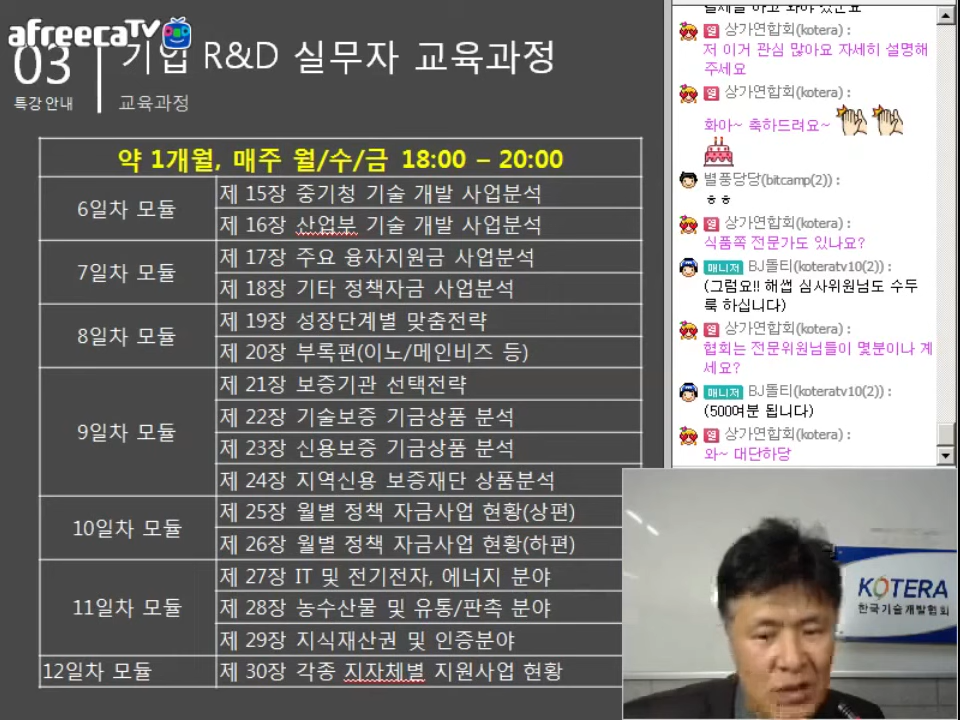 afreecaTV
03
기업 R&D 실무자 교육과정
특강 안내
교육과정
약 1개월, 매주 월/수/금 18:00 – 20:00
6일차 모듈
제 15장 중기청 기술 개발 사업분석
제 16장 산업부 기술 개발 사업분석
7일차 모듈
제 17장 주요 융자지원금 사업분석
제 18장 기타 정책자금 사업분석
8일차 모듈
제 19장 성장단계별 맞춤전략
제 20장 부록편(이노/메인비즈 등)
9일차 모듈
제 21장 보증기관 선택전략
제 22장 기술보증 기금상품 분석
제 23장 신용보증 기금상품 분석
제 24장 지역신용 보증재단 상품분석
10일차 모듈
제 25장 월별 정책 자금사업 현황(상편)
제 26장 월별 정책 자금사업 현황(하편)
11일차 모듈
제 27장 IT 및 전기전자, 에너지 분야
제 28장 농수산물 및 유통/판촉 분야
제 29장 지식재산권 및 인증분야
12일차 모듈
제 30장 각종 지자체별 지원사업 현황
열 상가연합회(kotera) :
저 이거 관심 많아요 자세히 설명해
주세요
열 상가연합회(kotera) :
화아~ 축하드려요~
별풍당당(bitcamp(2)) :
ㅎㅎ
열 상가연합회(kotera) :
식품쪽 전문가도 있나요?
매니저 BJ돌티(koteratv10(2)) :
(그럼요!! 해썹 심사위원님도 수두
룩 하십니다)
열 상가연합회(kotera) :
협회는 전문위원님들이 몇분이나 계
세요?
매니저 BJ돌티(koteratv10(2)) :
(500여분 됩니다)
열 상가연합회(kotera) :
와~ 대단하당
KOTERA
한국기술개발협회